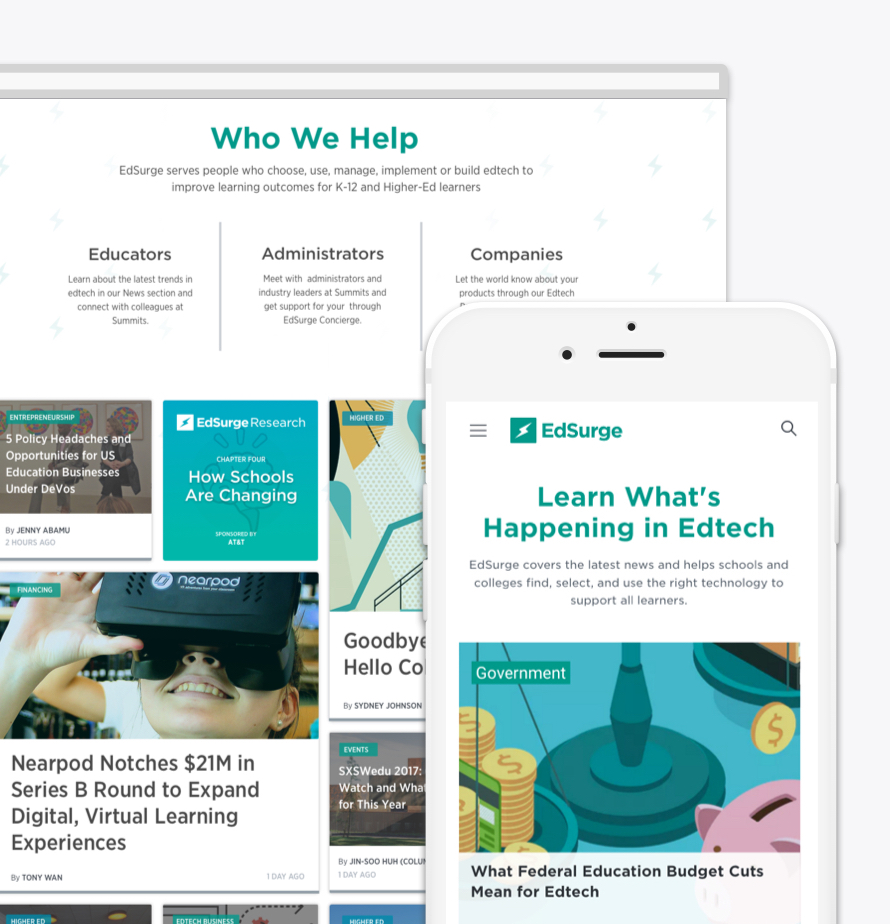 Who We Help
EdSurge serves people who choose, use, manage, implement or build edtech to
improve learning outcomes for K-12 and Higher-Ed learners
Educators
Learn about the latest trends in
edtech in our News section and
connect with colleagues at
Summits.
Administrators
Meet with administrators and
industry leaders at Summits and
get support for your through
EdSurge Concierge.
Companies
Let the world know about your
products through our Edtech
ENTREPRENEURSHIP
5 Policy Headaches and
Opportunities for US
Education Businesses
Under DeVos
By JENNY ABAMU
2 HOURS AGO
EdSurge Research
CHAPTER FOUR
How Schools
Are Changing
SPONSORED BY
AT&T
HIGHER ED
Goodbye
Hello Co
By SYDNEY JOHNSON
FINANCING
nearpod
Nearpod Notches $21M in
Series B Round to Expand
Digital, Virtual Learning
Experiences
By TONY WAN
1 DAY AGO
EVENTS
SXSWedu 2017:
Watch and Wha
for This Year
By JIN-SOO HUH (COLU
1 DAY AGO
HIGHER ED
EDTECH BUSINESS
HIGHER ED
EdSurge
Learn What's
Happening in Edtech
EdSurge covers the latest news and helps schools and
colleges find, select, and use the right technology to
support all learners.
Government
What Federal Education Budget Cuts
Mean for Edtech